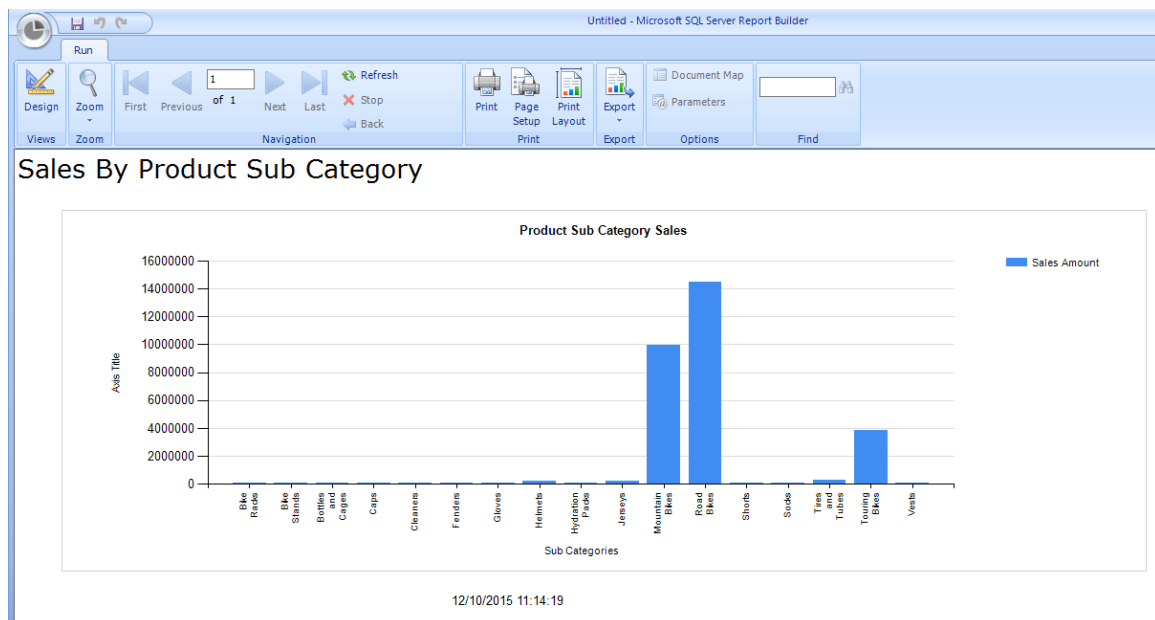 Untitled - Microsoft SQL Server Report Builder
Run
Design
Zoom
First
Previous
1
of 1
Next
Last
Refresh
Stop
Back
Print
Page
Setup
Print
Layout
Export
Document Map
Parameters
Views
Zoom
Navigation
Print
Export
Options
Find
Sales By Product Sub Category
Product Sub Category Sales
Sales Amount
16000000
14000000
12000000
10000000
8000000
6000000
4000000
2000000
0
Axis Title
Bike
Racks
Bike
Stands
Bottles
and
Cages
Caps
Cleaners
Fenders
Gloves
Helmets
Hydration
Packs
Jerseys
Mountain
Bikes
Road
Bikes
Shorts
Socks
Tires
and
Tubes
Touring
Bikes
Vests
Sub Categories
12/10/2015 11:14:19